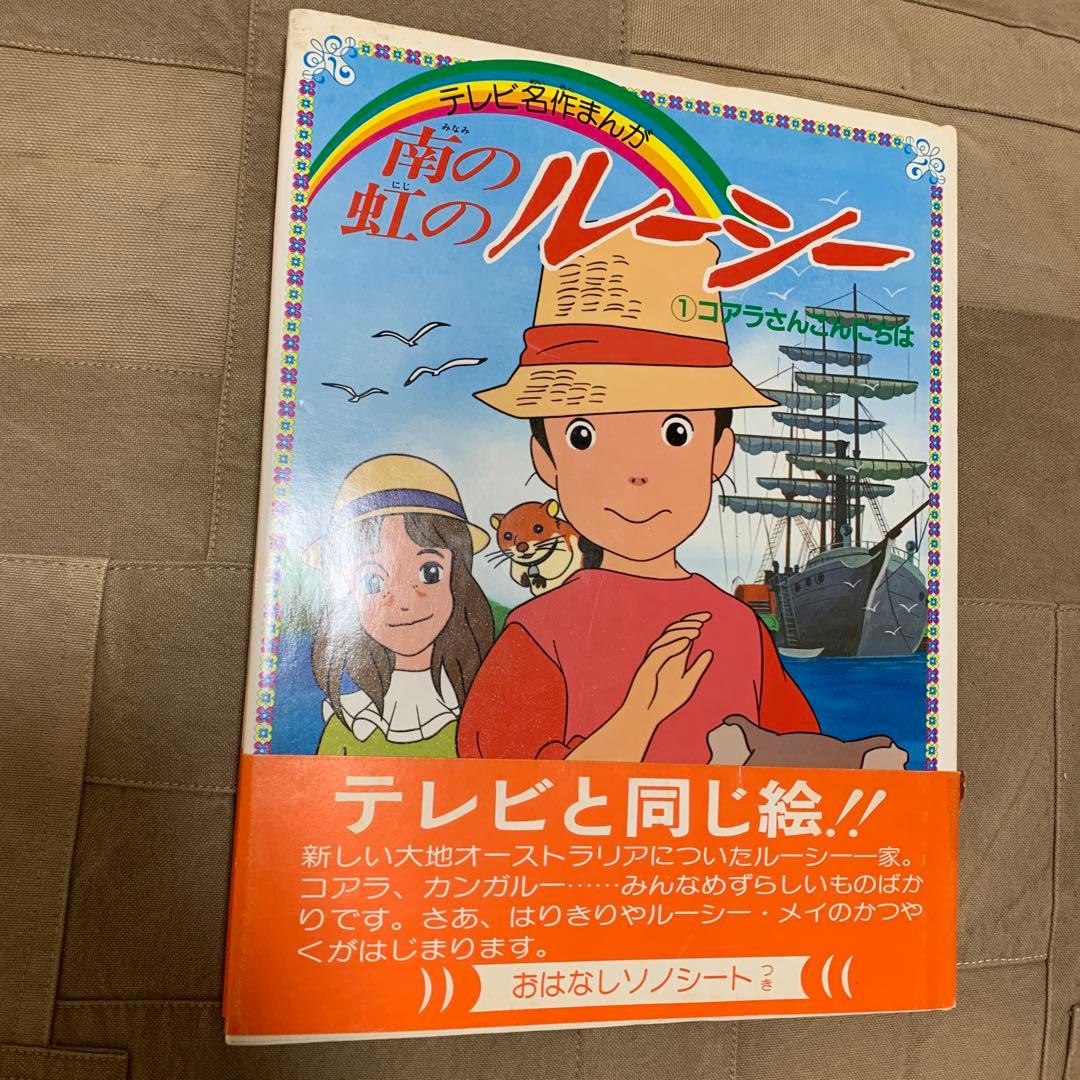 テレビ名作まんが
南の
虹の
ルーシー
①コアラさんこんにちは
テレビと同じ絵!!
新しい大地オーストラリアについたルーシー一家。
コアラ、カンガルー……みんなめずらしいものばか
りです。さあ、はりきりやルーシー・メイのかつや
くがはじまります。
おはなしソノシートつき